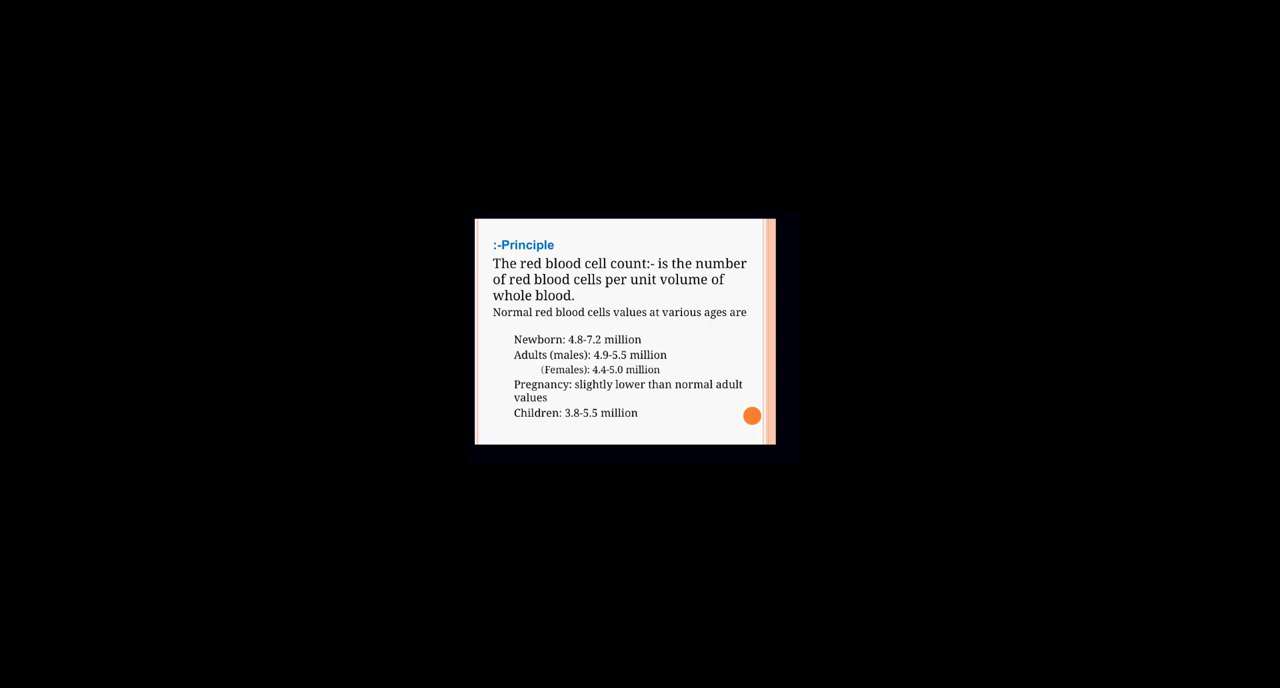 :-Principle
The red blood cell count:- is the number
of red blood cells per unit volume of
whole blood.
Normal red blood cells values at various ages are
Newborn: 4.8-7.2 million
Adults (males): 4.9-5.5 million
(Females): 4.4-5.0 million
Pregnancy: slightly lower than normal adult
values
Children: 3.8-5.5 million